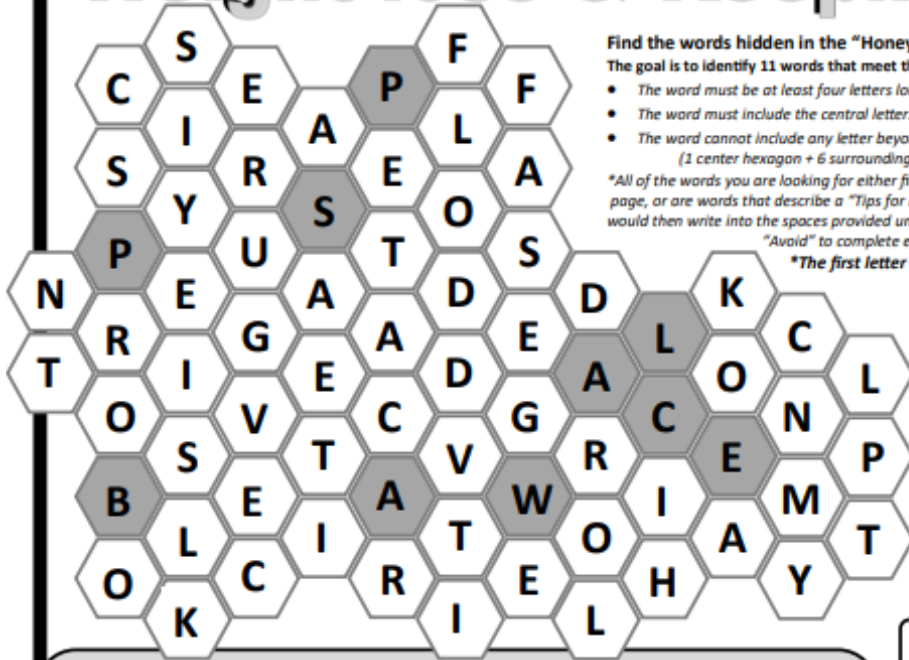 S F
Find the words hidden in the “Honey
The goal is to identify 11 words that meet th
C E P F
• The word must be at least four letters lo
• The word must include the central letter
I A L
• The word cannot include any letter beyo
(1 center hexagon + 6 surrounding
S R E A
*All of the words you are looking for either fi
page, or are words that describe a “Tips for
Y S O
would then write into the spaces provided un
“Avoid” to complete e
P U T S
*The first letter
N E A D D K
R G A E L C
T I E D A O L
O V C G C N
S T V R E P
B E A W I M
L I T O A T
O C R E H Y
K I L